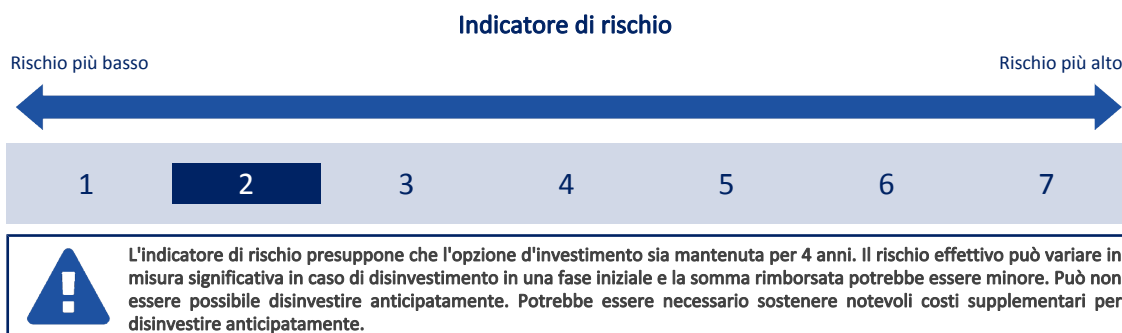 Indicatore di rischio
Rischio più basso
Rischio più alto
1 2 3 4 5 6 7
L'indicatore di rischio presuppone che l'opzione d'investimento sia mantenuta per 4 anni. Il rischio effettivo può variare in
misura significativa in caso di disinvestimento in una fase iniziale e la somma rimborsata potrebbe essere minore. Può non
essere possibile disinvestire anticipatamente. Potrebbe essere necessario sostenere notevoli costi supplementari per
disinvestire anticipatamente.